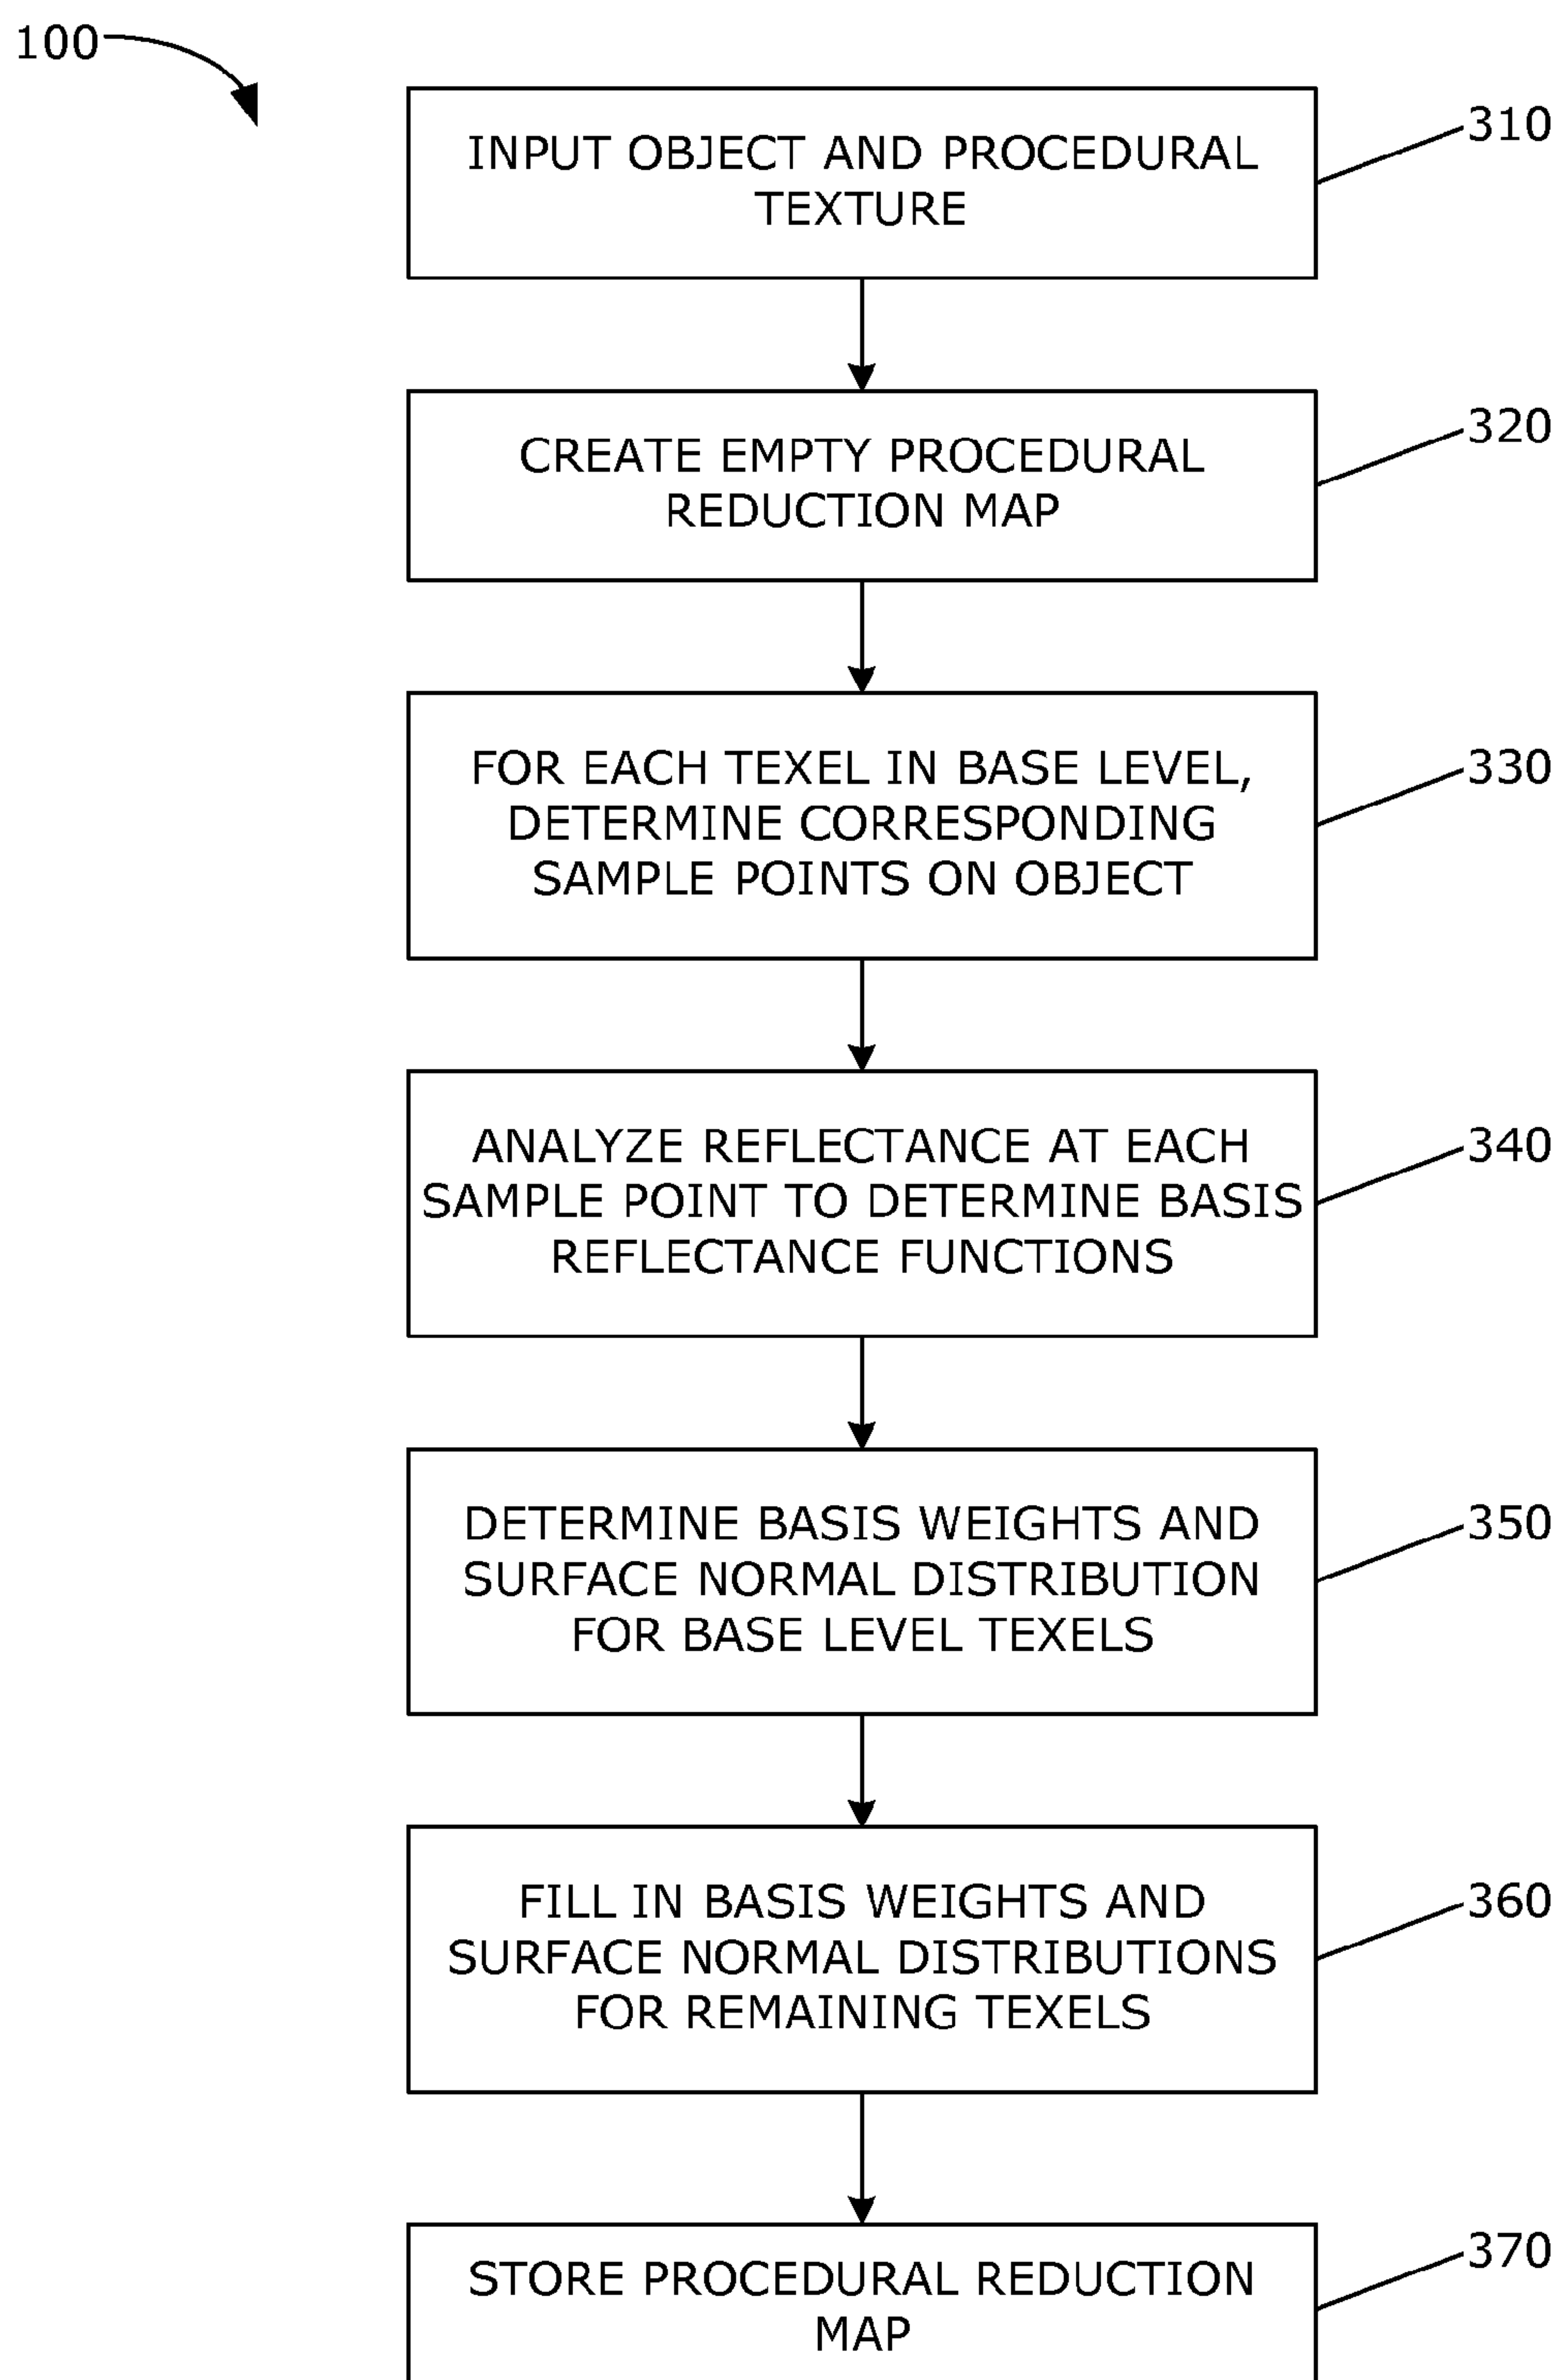 100
INPUT OBJECT AND PROCEDURAL
TEXTURE
310
CREATE EMPTY PROCEDURAL
REDUCTION MAP
320
FOR EACH TEXEL IN BASE LEVEL,
DETERMINE CORRESPONDING
SAMPLE POINTS ON OBJECT
330
ANALYZE REFLECTANCE AT EACH
SAMPLE POINT TO DETERMINE BASIS
REFLECTANCE FUNCTIONS
340
DETERMINE BASIS WEIGHTS AND
SURFACE NORMAL DISTRIBUTION
FOR BASE LEVEL TEXELS
350
FILL IN BASIS WEIGHTS AND
SURFACE NORMAL DISTRIBUTIONS
FOR REMAINING TEXELS
360
STORE PROCEDURAL REDUCTION
MAP
370